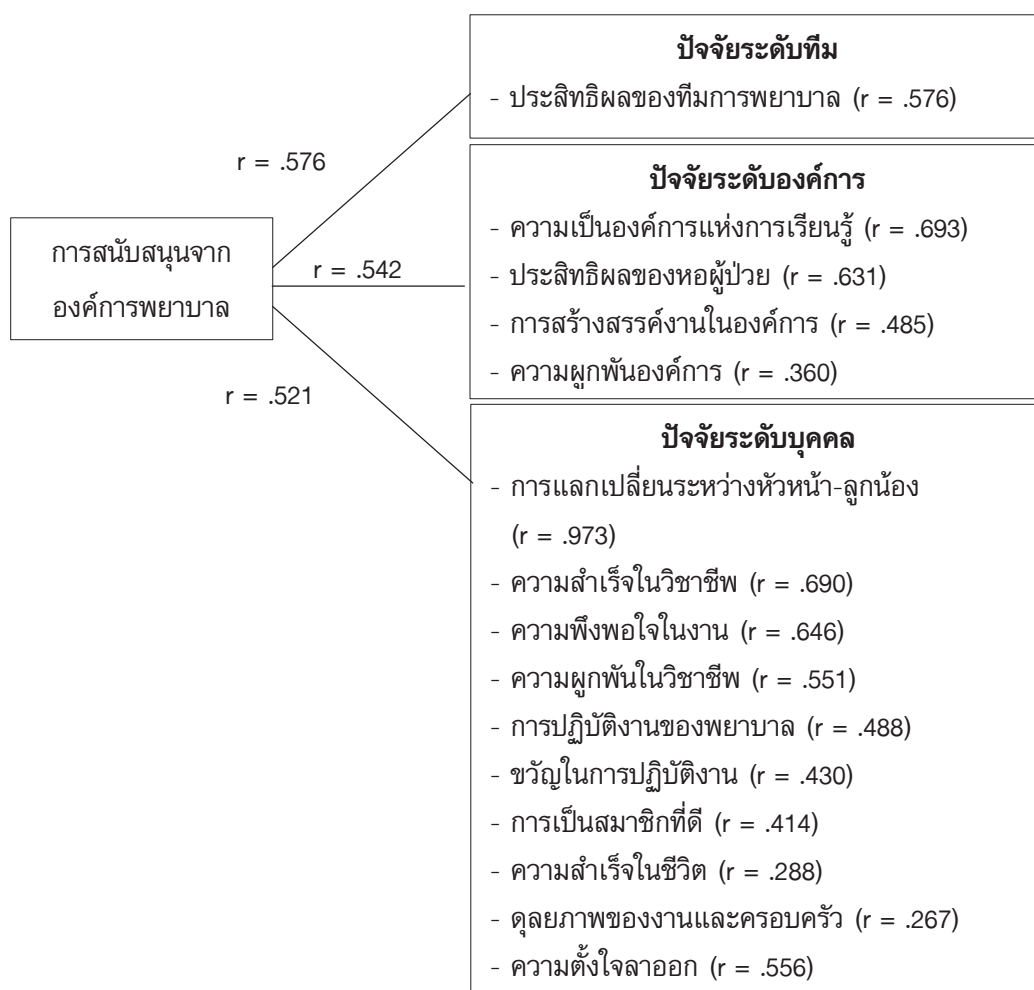 ปัจจัยระดับทีม
- ประสิทธิผลของทีมการพยาบาล (r = .576)
r = .576
ปัจจัยระดับองค์การ
- ความเป็นองค์การแห่งการเรียนรู้ (r = .693)
- ประสิทธิผลของหอผู้ป่วย (r = .631)
- การสร้างสรรค์งานในองค์การ (r = .485)
- ความผูกพันองค์การ (r = .360)
การสนับสนุนจาก
องค์การพยาบาล
r = .542
r = .521
ปัจจัยระดับบุคคล
- การแลกเปลี่ยนระหว่างหัวหน้า-ลูกน้อง
(r = .973)
- ความสำเร็จในวิชาชีพ (r = .690)
- ความพึงพอใจในงาน (r = .646)
- ความผูกพันในวิชาชีพ (r = .551)
- การปฏิบัติงานของพยาบาล (r = .488)
- ขวัญในการปฏิบัติงาน (r = .430)
- การเป็นสมาชิกที่ดี (r = .414)
- ความสำเร็จในชีวิต (r = .288)
- ดุลยภาพของงานและครอบครัว (r = .267)
- ความตั้งใจลาออก (r = .556)